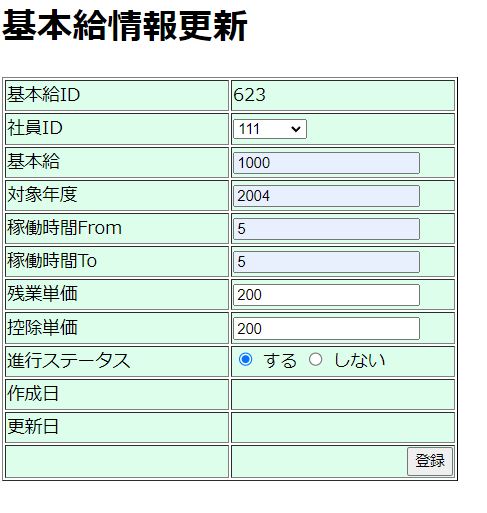 基本給情報更新
基本給ID 623
社員ID 111
基本給 1000
対象年度 2004
稼働時間From 5
稼働時間To 5
残業単価 200
控除単価 200
進行ステータス する しない
作成日
更新日
登録